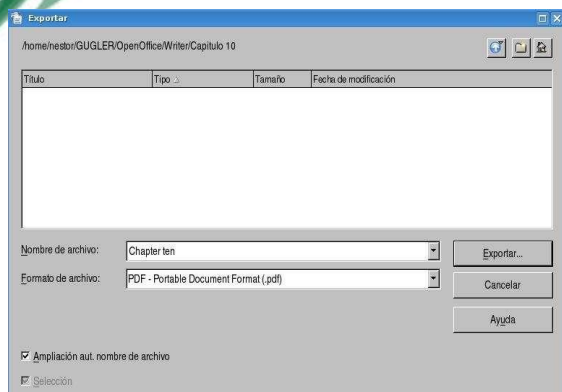 Exportar
/home/nestor/GUGLER/OpenOffice/Writer/Capitulo 10
Título Tipo Tamaño Fecha de modificación
Nombre de archivo: Chapter ten Exportar...
Formato de archivo: PDF - Portable Document Format (.pdf) Cancelar
Ayuda
Ampliación aut. nombre de archivo
Selección